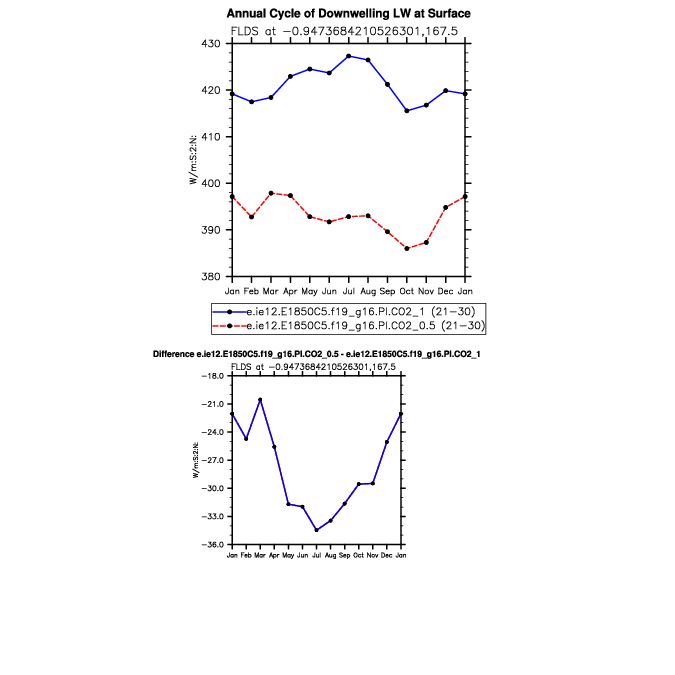 Annual Cycle of Downwelling LW at Surface
FLDS at −0.9473684210526301,167.5
430
420
410
400
390
380
W/m:S:2:N:
Jan Feb Mar Apr May Jun Jul Aug Sep Oct Nov Dec Jan
e.ie12.E1850C5.f19_g16.PI.CO2_1 (21−30)
e.ie12.E1850C5.f19_g16.PI.CO2_0.5 (21−30)
Difference e.ie12.E1850C5.f19_g16.PI.CO2_0.5 - e.ie12.E1850C5.f19_g16.PI.CO2_1
FLDS at −0.9473684210526301,167.5
−18.0
−21.0
−24.0
−27.0
−30.0
−33.0
−36.0
W/m:S:2:N:
Jan Feb Mar Apr May Jun Jul Aug Sep Oct Nov Dec Jan